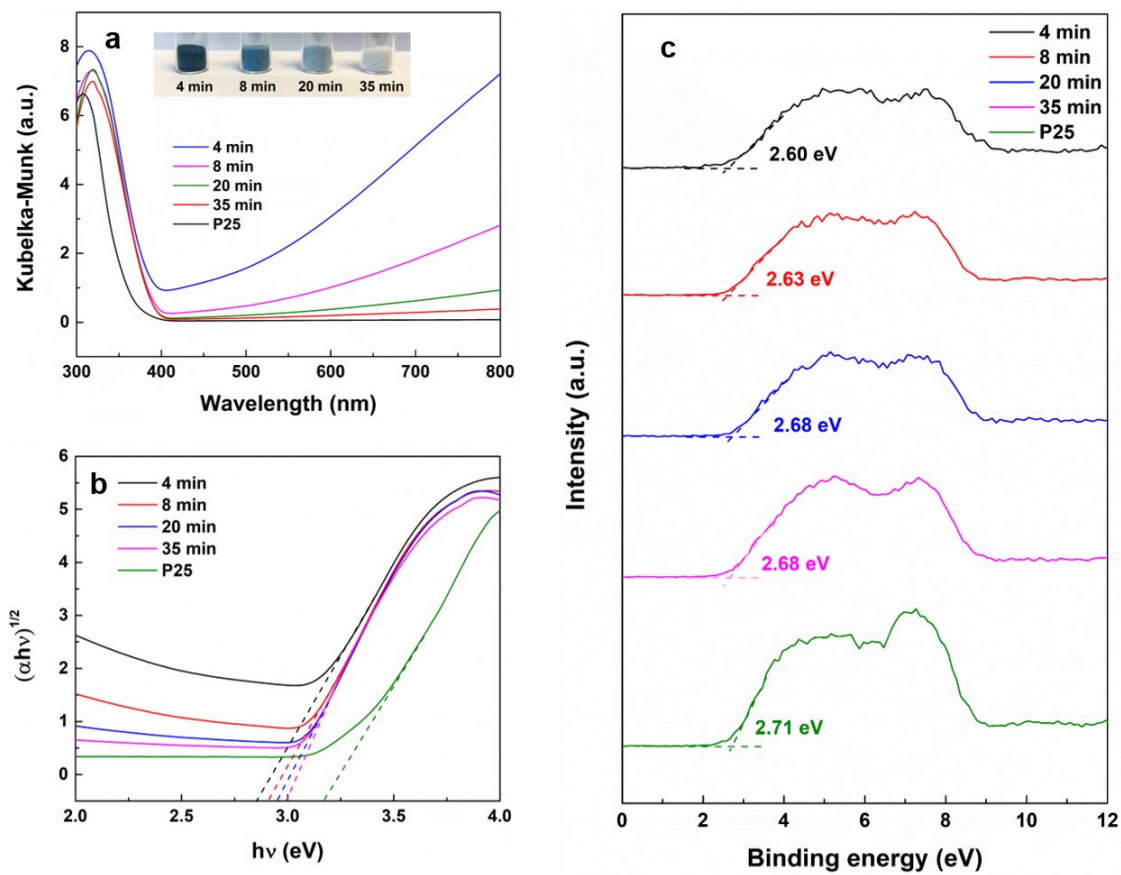 a
4 min 8 min 20 min 35 min
4 min
8 min
20 min
35 min
P25
8
6
4
2
0
Kubelka-Munk (a.u.)
300 400 500 600 700 800
Wavelength (nm)
b
4 min
8 min
20 min
35 min
P25
6
5
4
3
2
1
0
(αhν)1/2
2.0 2.5 3.0 3.5 4.0
hν (eV)
c
4 min
8 min
20 min
35 min
P25
2.60 eV
2.63 eV
2.68 eV
2.68 eV
2.71 eV
Intensity (a.u.)
0 2 4 6 8 10 12
Binding energy (eV)